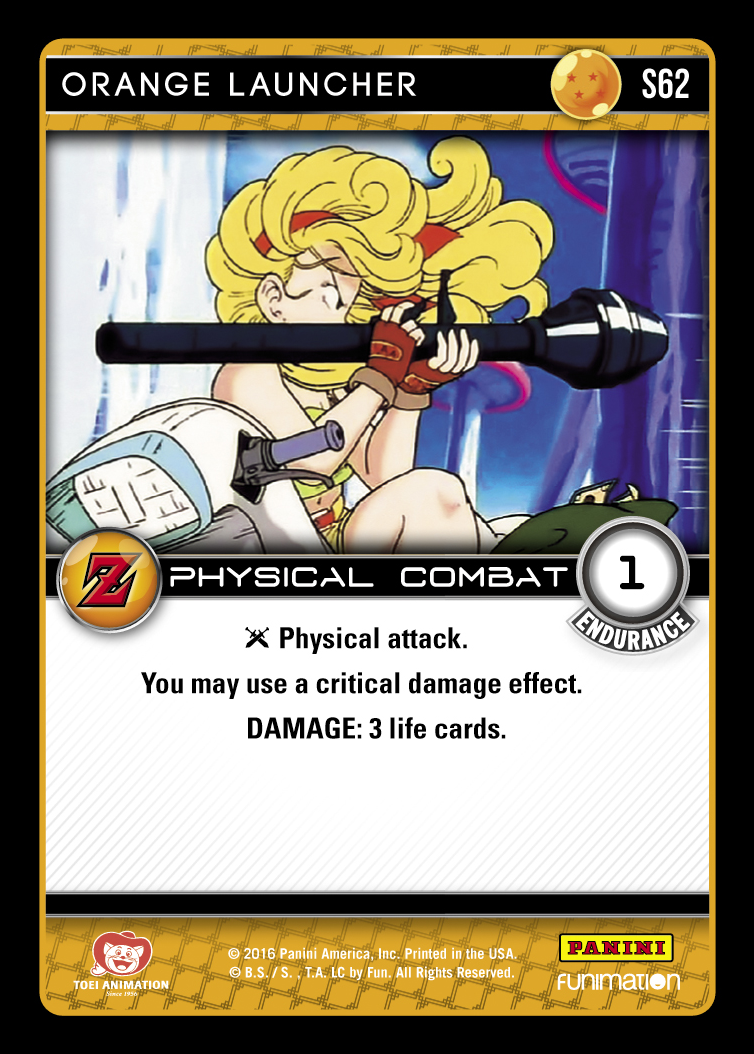 ORANGE LAUNCHER S62
Z PHYSICAL COMBAT 1
ENDURANCE
Physical attack.
You may use a critical damage effect.
DAMAGE: 3 life cards.
© 2016 Panini America, Inc. Printed in the USA.
© B.S. / S. , T.A. LC by Fun. All Rights Reserved.
TOEI ANIMATION
Since 1956
PANINI
FUNIMATION